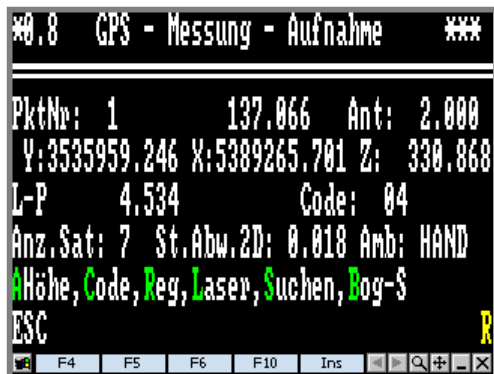 *0.8 GPS - Messung - Aufnahme ***
PktNr: 1 137.066 Ant: 2.000
Y:3535959.246 X:5389265.701 Z: 330.868
L-P 4.534 Code: 04
Anz.Sat: 7 St.Abw.2D: 0.018 Amb: HAND
AHöhe,Code,Reg,Laser,Suchen,Bog-S
ESC R
F4 F5 F6 F10 Ins